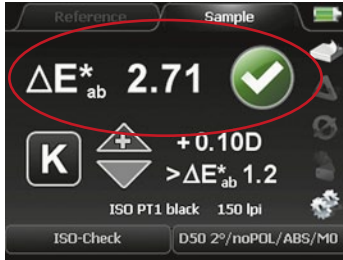 Reference Sample
ΔE*ab 2.71
K +0.10D
>ΔE*ab 1.2
ISO PT1 black 150 lpi
ISO-Check D50 2°/noPOL/ABS/M0